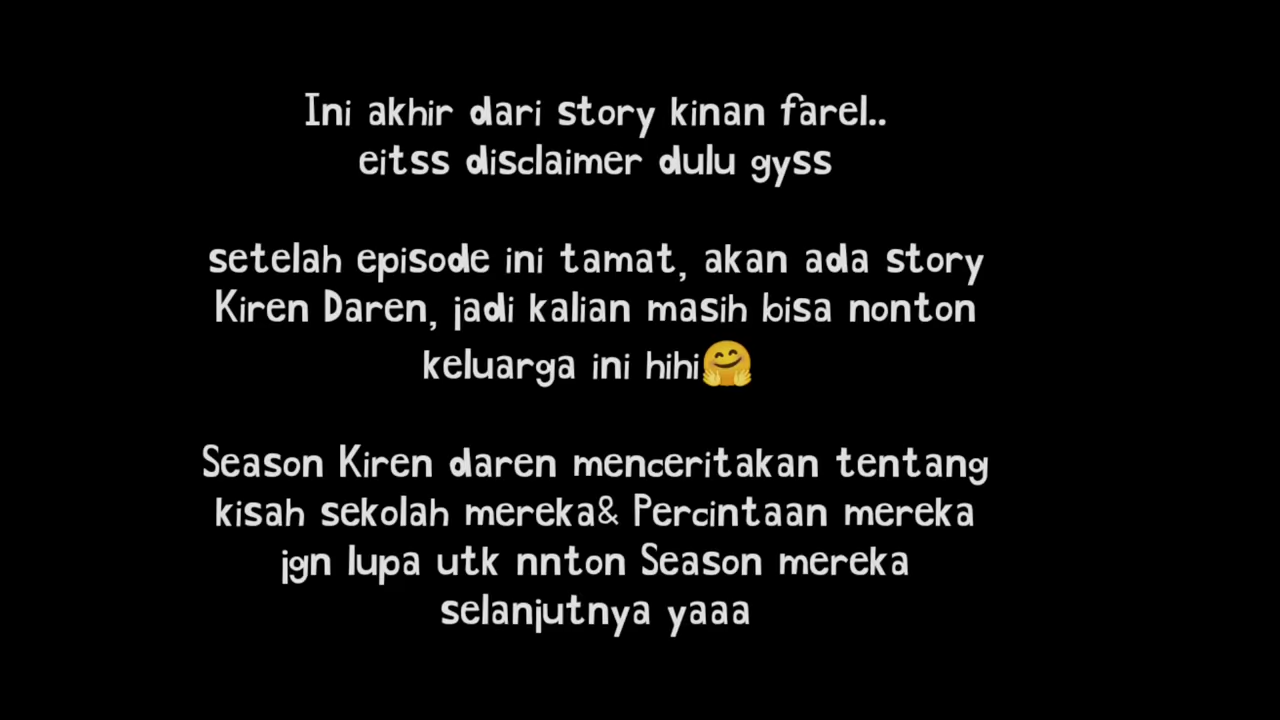 Ini akhir dari story kinan farel..
eitss disclaimer dulu gyss
setelah episode ini tamat, akan ada story
Kiren Daren, jadi kalian masih bisa nonton
keluarga ini hihi🤗
Season Kiren daren menceritakan tentang
kisah sekolah mereka& Percintaan mereka
jgn lupa utk nnton Season mereka
selanjutnya yaaa